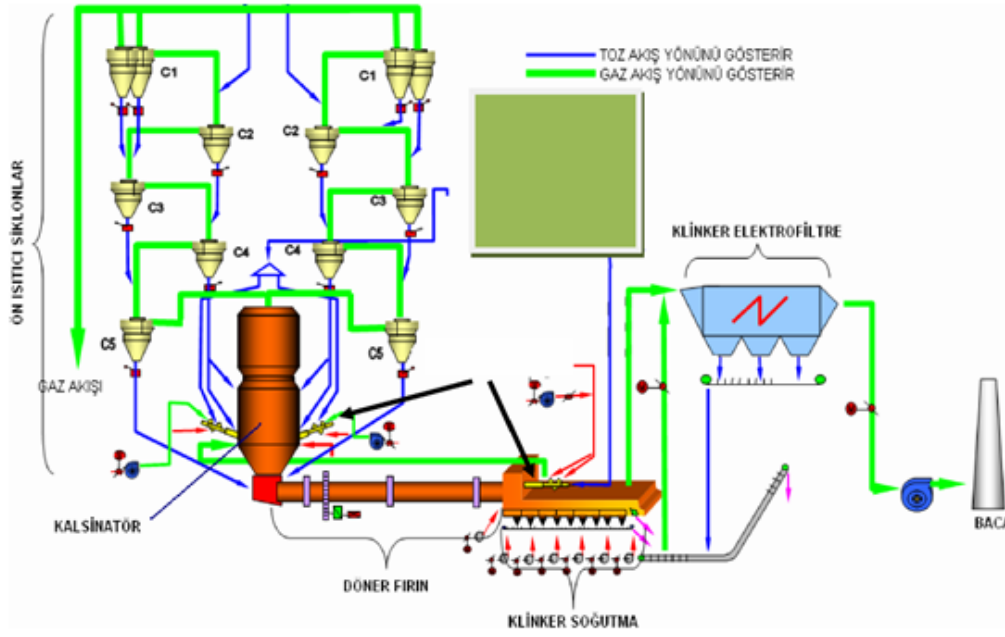 TOZ AKIŞ YÖNÜNÜ GÖSTERİR
GAZ AKIŞ YÖNÜNÜ GÖSTERİR
C1
C1
C2
C2
C3
C3
C4
C4
C5
C5
ÖN ISITICI SİKLONLAR
GAZ AKIŞI
KLİNKER ELEKTROFİLTRE
KALSİNATÖR
DÖNER FIRIN
KLİNKER SOĞUTMA
BACA